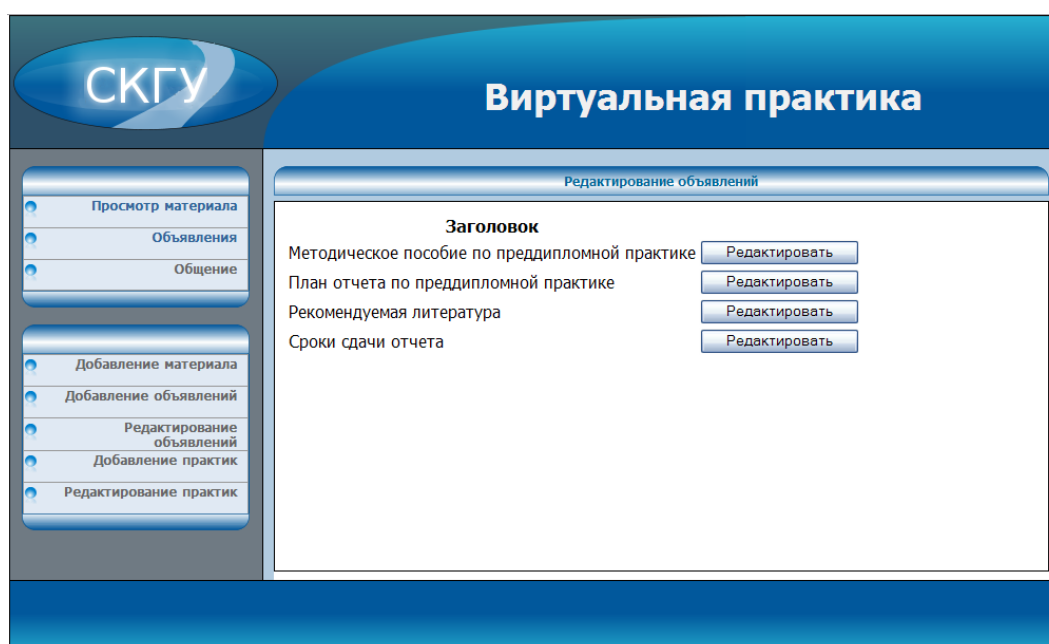 СКГУ
Виртуальная практика
Просмотр материала
Объявления
Общение
Добавление материала
Добавление объявлений
Редактирование
объявлений
Добавление практик
Редактирование практик
Редактирование объявлений
Заголовок
Методическое пособие по преддипломной практике Редактировать
План отчета по преддипломной практике Редактировать
Рекомендуемая литература Редактировать
Сроки сдачи отчета Редактировать